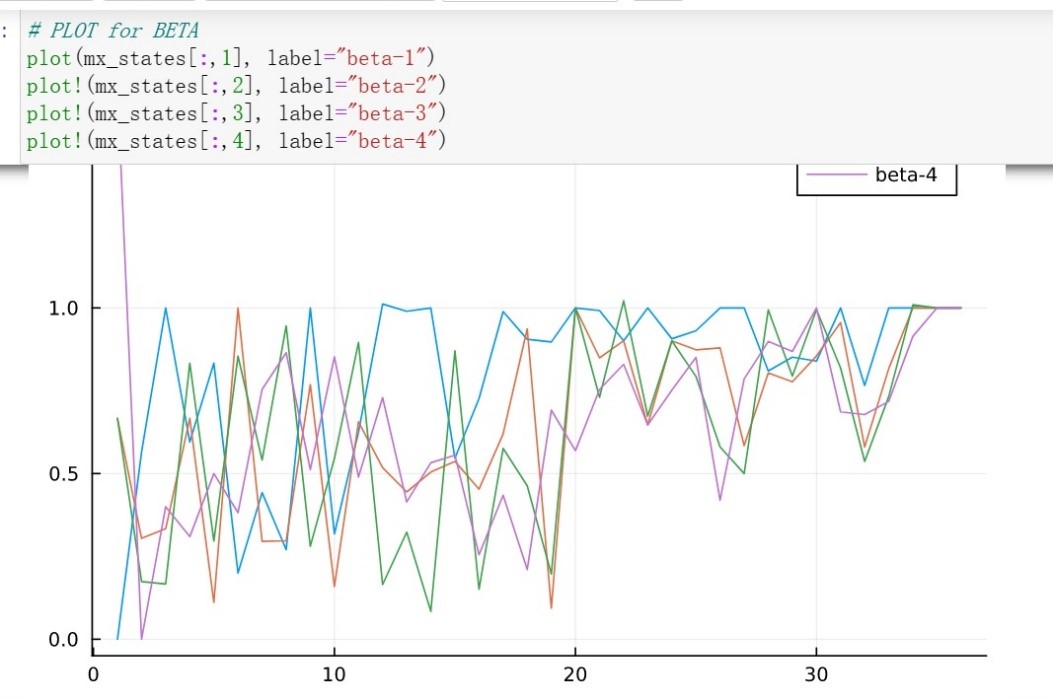 :
# PLOT for BETA
plot(mx_states[:,1], label="beta-1")
plot!(mx_states[:,2], label="beta-2")
plot!(mx_states[:,3], label="beta-3")
plot!(mx_states[:,4], label="beta-4")
beta-4
1.0
0.5
0.0
0 10 20 30